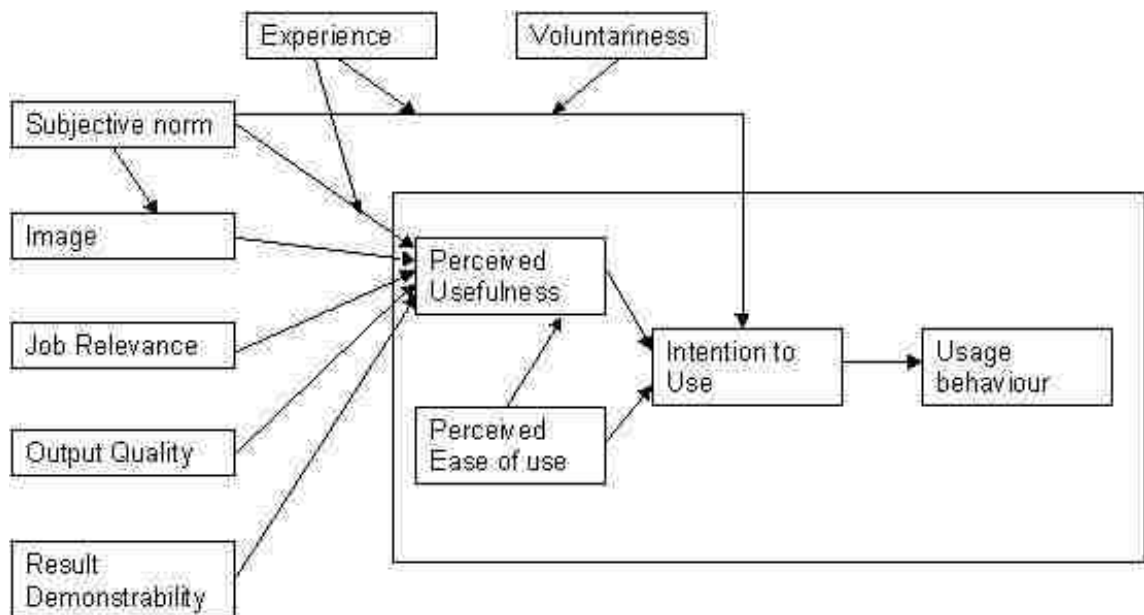 Experience
Voluntariness
Subjective norm
Image
Perceived
Usefulness
Job Relevance
Intention to
Use
Usage
behaviour
Perceived
Ease of use
Output Quality
Result
Demonstrability